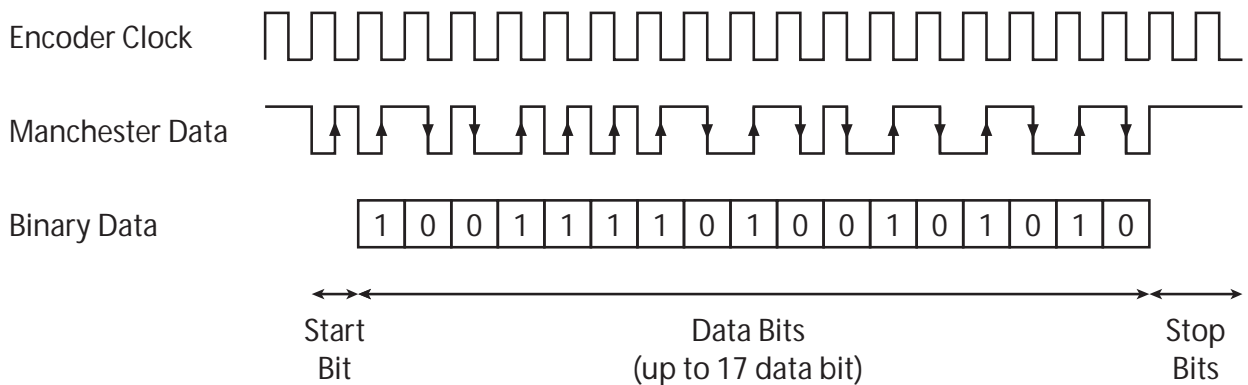 Encoder Clock
Manchester Data
Binary Data 1 0 0 1 1 1 1 0 1 0 0 1 0 1 0 1 0
Start Bit
Data Bits
(up to 17 data bit)
Stop Bits